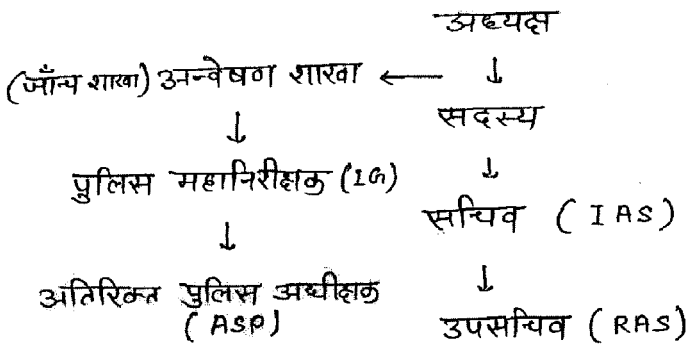 अध्यक्ष
↓
(जाँच शाखा) अन्वेषण शाखा ←
सदस्य
↓
↓
पुलिस महानिरीक्षक (IG)
सचिव (IAS)
↓
↓
अतिरिक्त पुलिस अधीक्षक
(ASP)
उपसचिव (RAS)